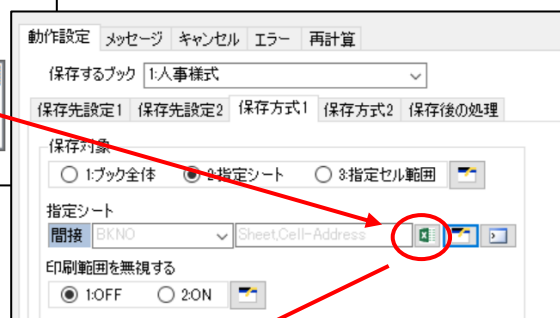 動作設定 メッセージ キャンセル エラー 再計算
保存するブック 1:人事様式
保存先設定1 保存先設定2 保存方式1 保存方式2 保存後の処理
保存対象
1:ブック全体 2:指定シート 3:指定セル範囲
指定シート
間接 BKNO Sheet,Cell-Address
印刷範囲を無視する
1:OFF 2:ON